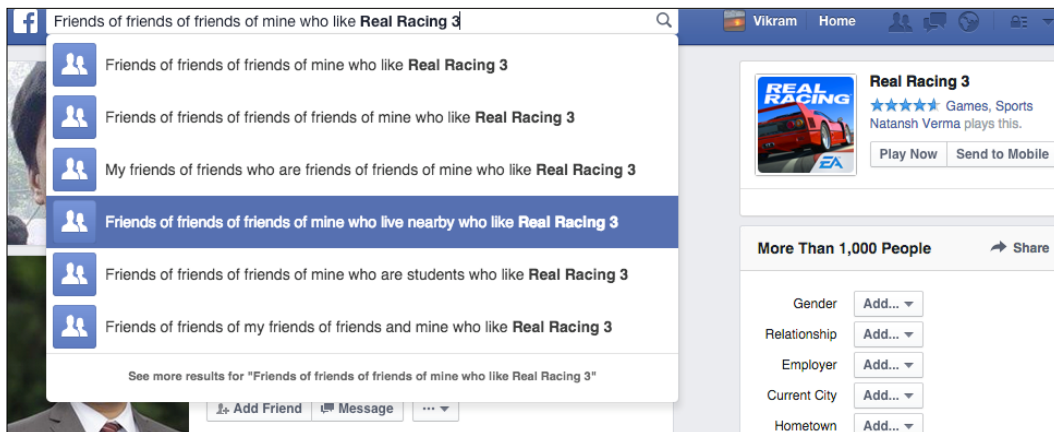 f
Friends of friends of friends of mine who like Real Racing 3
Vikram Home
Friends of friends of friends of mine who like Real Racing 3
Friends of friends of friends of friends of mine who like Real Racing 3
My friends of friends who are friends of friends of mine who like Real Racing 3
Friends of friends of friends of mine who live nearby who like Real Racing 3
Friends of friends of friends of mine who are students who like Real Racing 3
Friends of friends of my friends of friends and mine who like Real Racing 3
See more results for "Friends of friends of friends of mine who like Real Racing 3"
Add Friend Message ...
REAL
RACING
EA
Real Racing 3
Games, Sports
Natansh Verma plays this.
Play Now Send to Mobile
More Than 1,000 People Share
Gender Add...
Relationship Add...
Employer Add...
Current City Add...
Hometown Add...